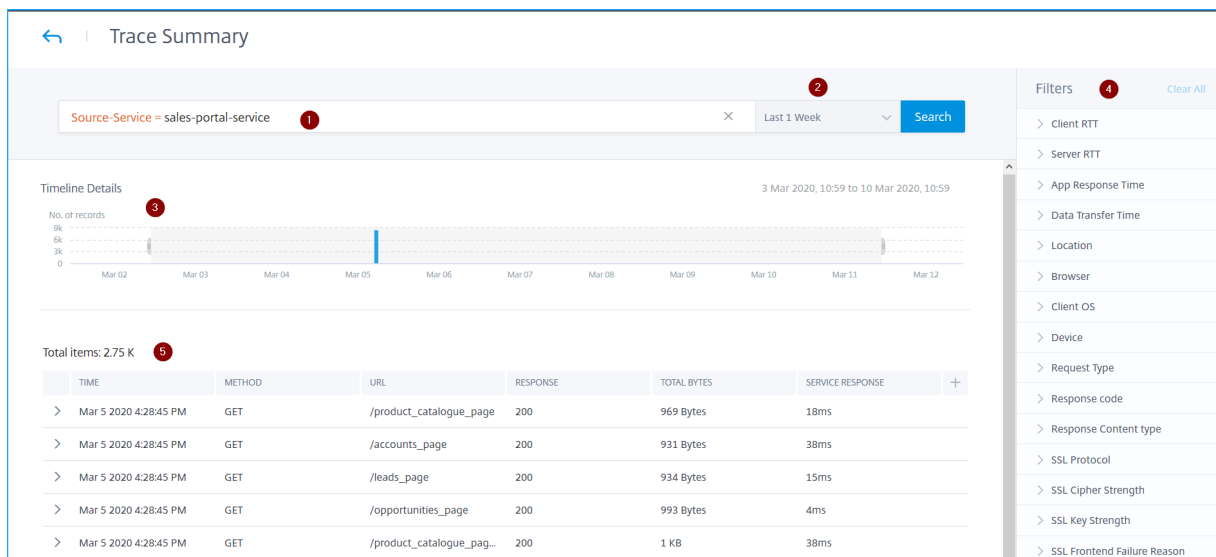 Trace Summary
2
Source-Service = sales-portal-service 1 Last 1 Week Search
Timeline Details 3 Mar 2020, 10:59 to 10 Mar 2020, 10:59
3
No. of records
9k
6k
3k
0
Mar 02 Mar 03 Mar 04 Mar 05 Mar 06 Mar 07 Mar 08 Mar 09 Mar 10 Mar 11 Mar 12
Total items: 2.75 K 5
TIME METHOD URL RESPONSE TOTAL BYTES SERVICE RESPONSE
Mar 5 2020 4:28:45 PM GET /product_catalogue_page 200 969 Bytes 18ms
Mar 5 2020 4:28:45 PM GET /accounts_page 200 931 Bytes 38ms
Mar 5 2020 4:28:45 PM GET /leads_page 200 934 Bytes 15ms
Mar 5 2020 4:28:45 PM GET /opportunities_page 200 993 Bytes 4ms
Mar 5 2020 4:28:45 PM GET /product_catalogue_pag... 200 1 KB 38ms
Filters 4 Clear All
Client RTT
Server RTT
App Response Time
Data Transfer Time
Location
Browser
Client OS
Device
Request Type
Response code
Response Content type
SSL Protocol
SSL Cipher Strength
SSL Key Strength
SSL Frontend Failure Reason